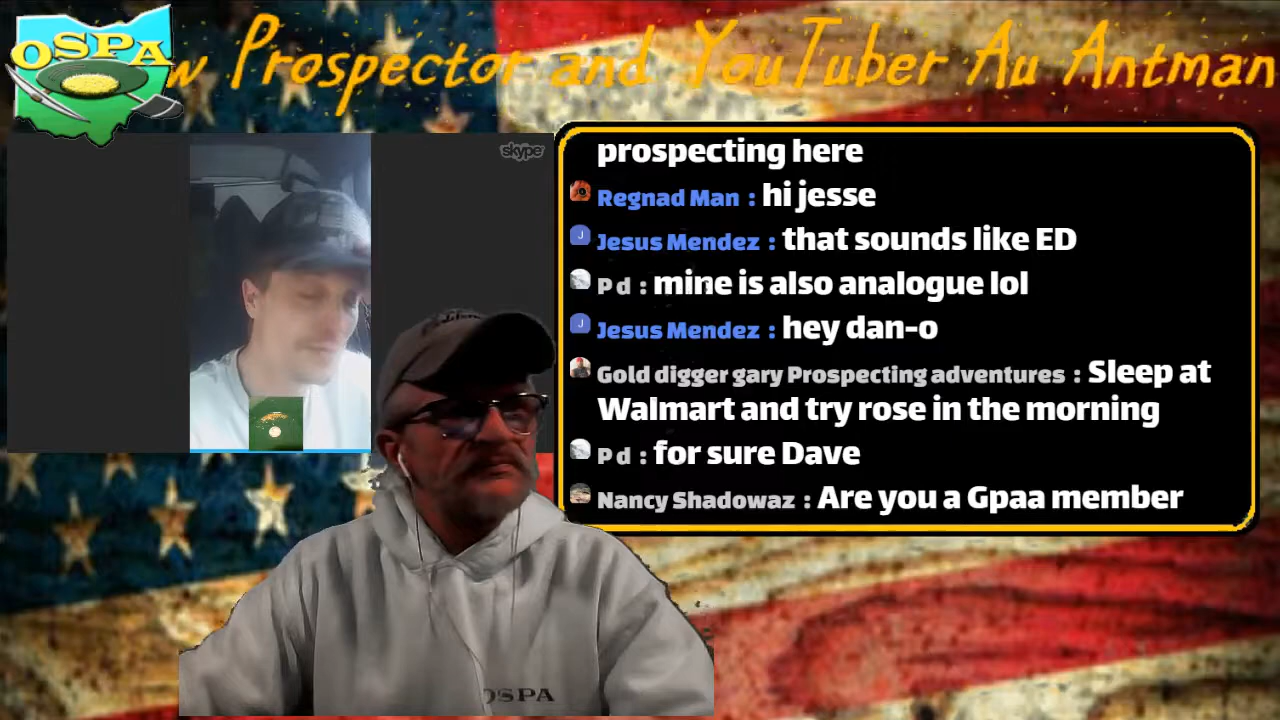 OSPA
w Prospector and YouTuber Au Antman
skype
prospecting here
Regnad Man : hi jesse
Jesus Mendez : that sounds like ED
P d : mine is also analogue lol
J
Jesus Mendez : hey dan-o
J
Gold digger gary Prospecting adventures : Sleep at
Walmart and try rose in the morning
P d : for sure Dave
Nancy Shadowaz : Are you a Gpaa member
OSPA